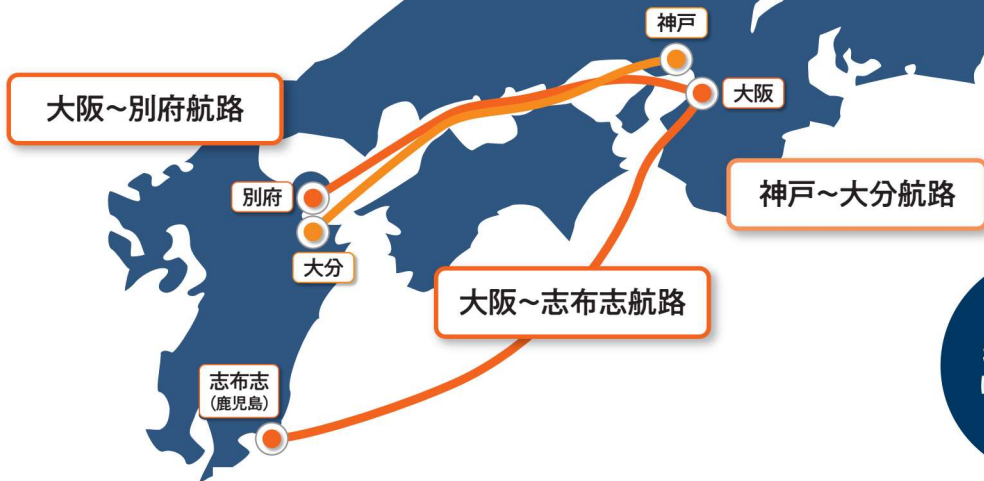 神戸
大阪～別府航路
大阪
別府
神戸～大分航路
大分
大阪～志布志航路
志布志
(鹿児島)